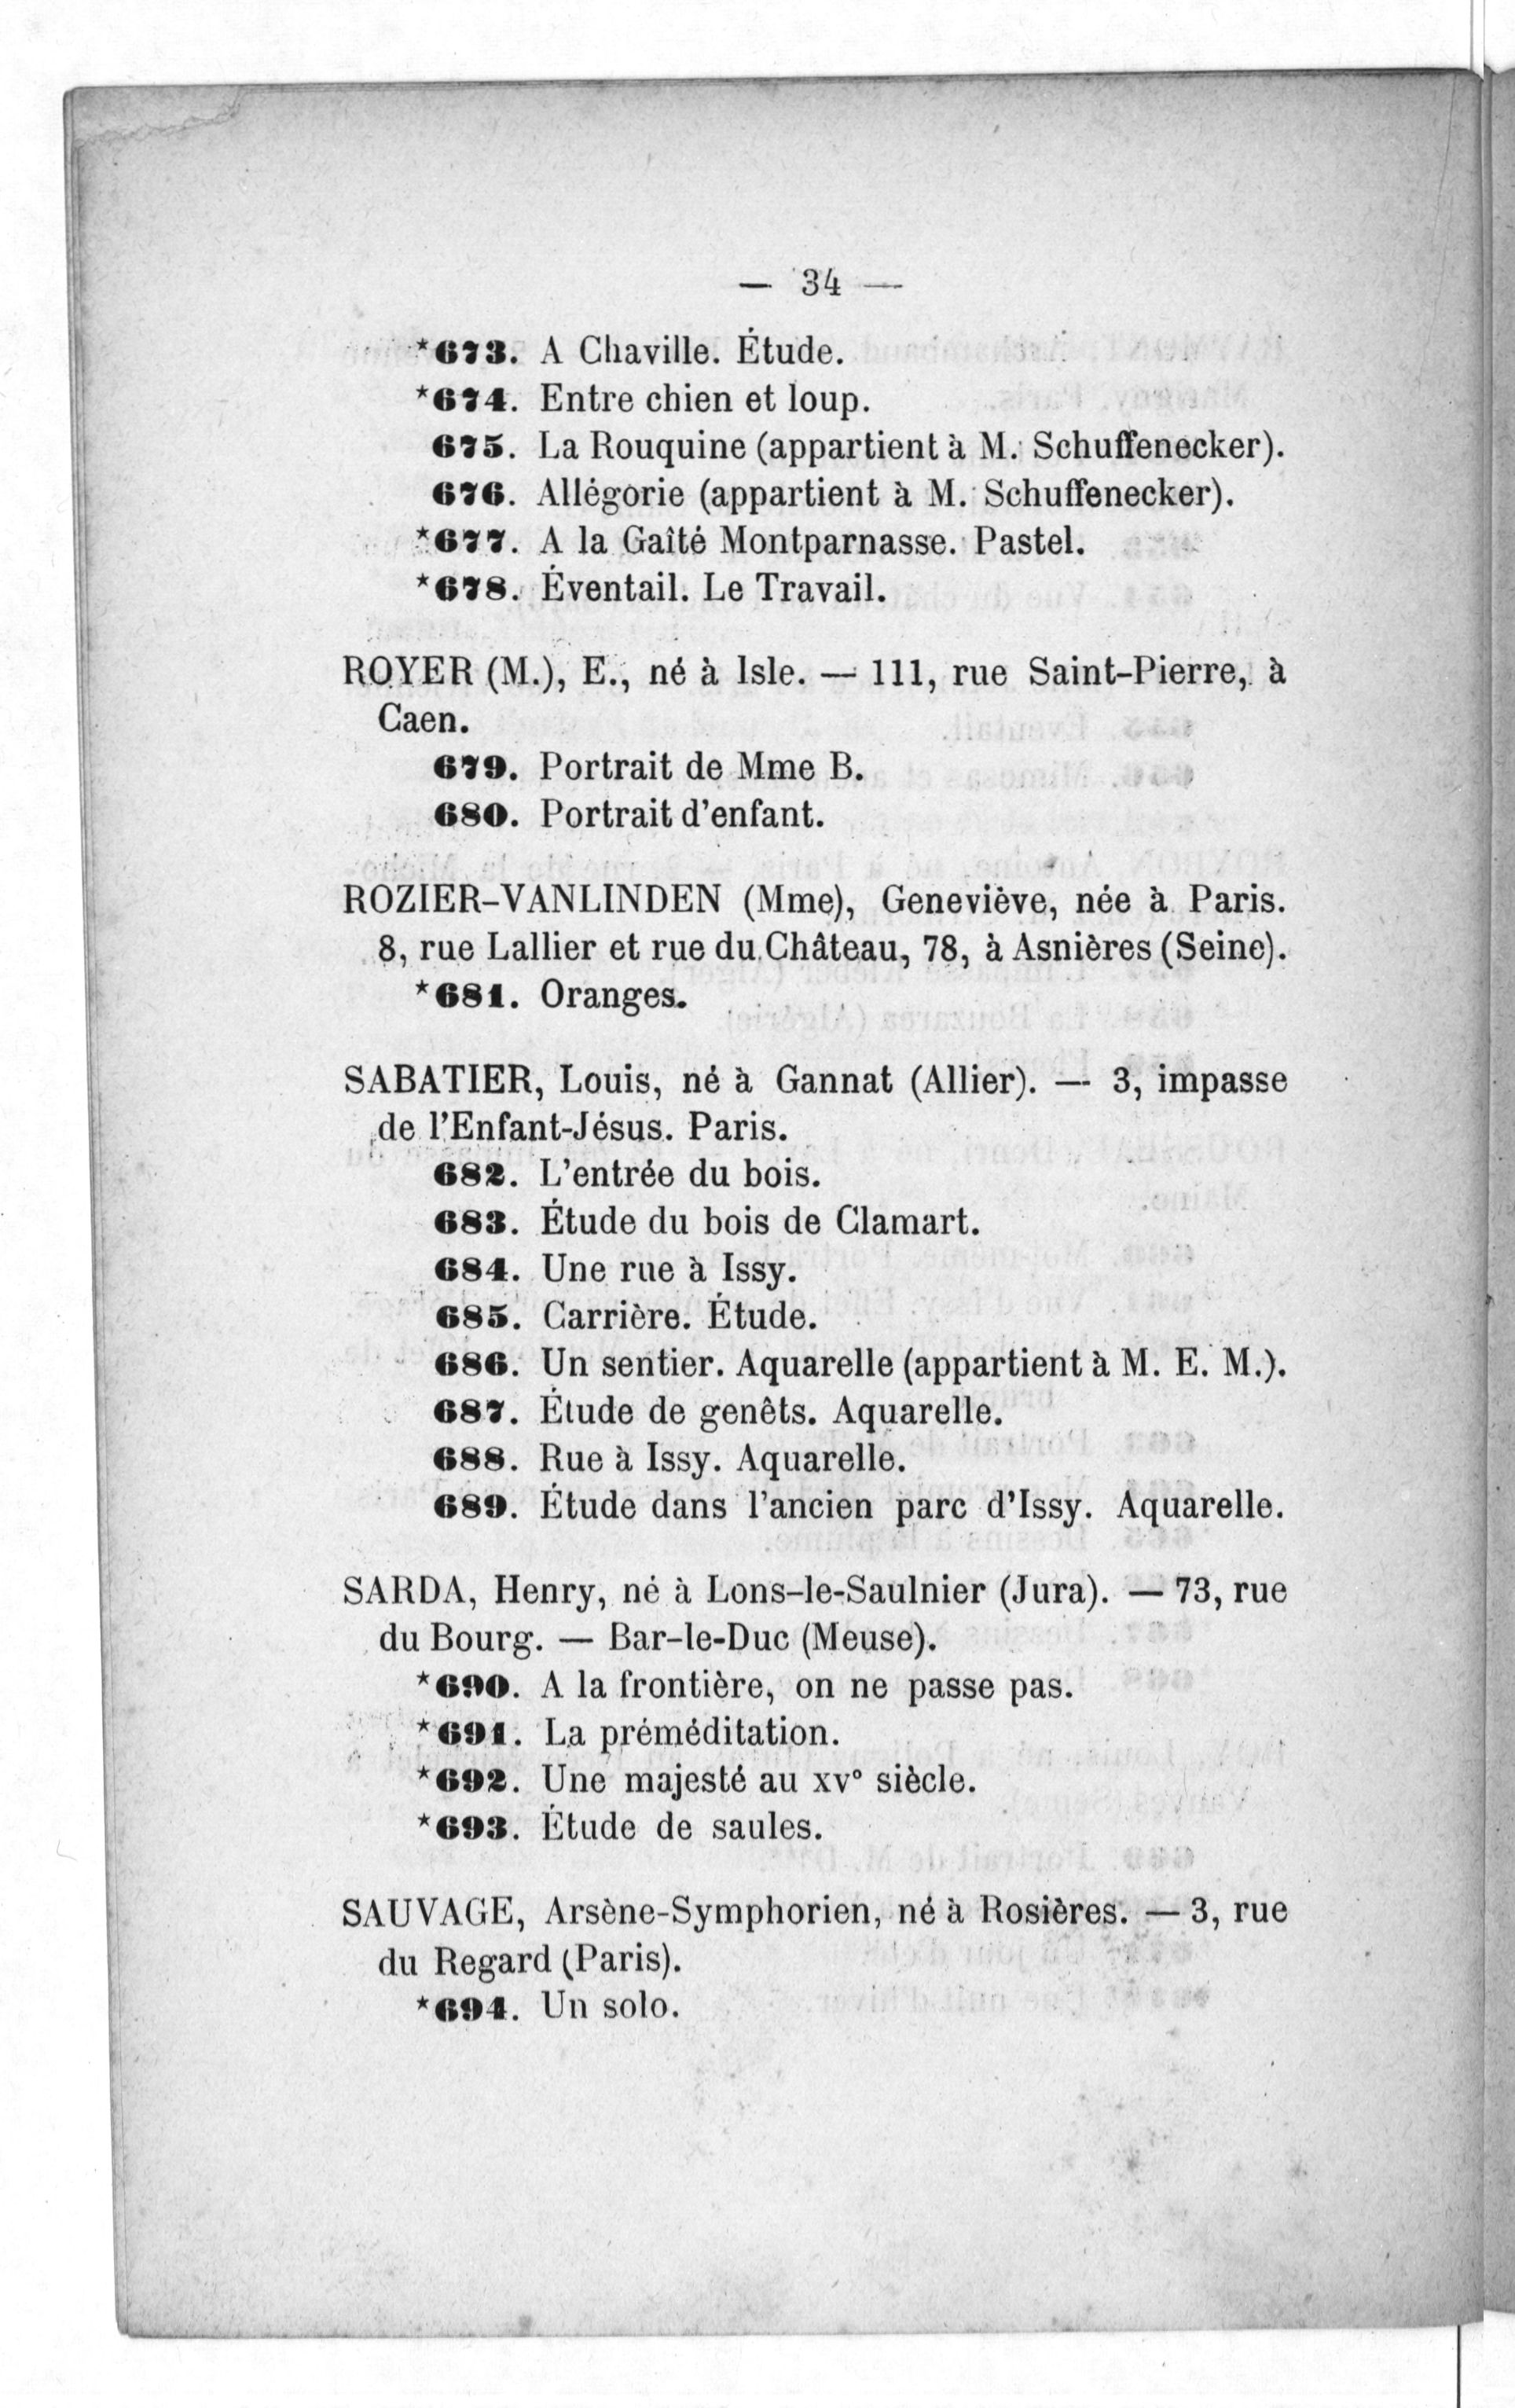 — 34 —
*673. A Chaville. Étude.
*674. Entre chien et loup.
675. La Rouquine (appartient à M. Schuffenecker).
676. Allégorie (appartient à M. Schuffenecker).
*677. A la Gaîté Montparnasse. Pastel.
*678. Éventail. Le Travail.
ROYER (M.), E., né à Isle. — 111, rue Saint-Pierre, à
Caen.
679. Portrait de Mme B.
680. Portrait d'enfant.
ROZIER-VANLINDEN (Mme), Geneviève, née à Paris.
8, rue Lallier et rue du Château, 78, à Asnières (Seine).
*681. Oranges.
SABATIER, Louis, né à Gannat (Allier). — 3, impasse
de l'Enfant-Jésus. Paris.
682. L'entrée du bois.
683. Étude du bois de Clamart.
684. Une rue à Issy.
685. Carrière. Étude.
686. Un sentier. Aquarelle (appartient à M. E. M.).
687. Étude de genêts. Aquarelle.
688. Rue à Issy. Aquarelle.
689. Étude dans l'ancien parc d'Issy. Aquarelle.
SARDA, Henry, né à Lons-le-Saulnier (Jura). — 73, rue
du Bourg. — Bar-le-Duc (Meuse).
*690. A la frontière, on ne passe pas.
*691. La préméditation.
*692. Une majesté au XVe siècle.
*693. Étude de saules.
SAUVAGE, Arsène-Symphorien, né à Rosières. — 3, rue
du Regard (Paris).
*694. Un solo.